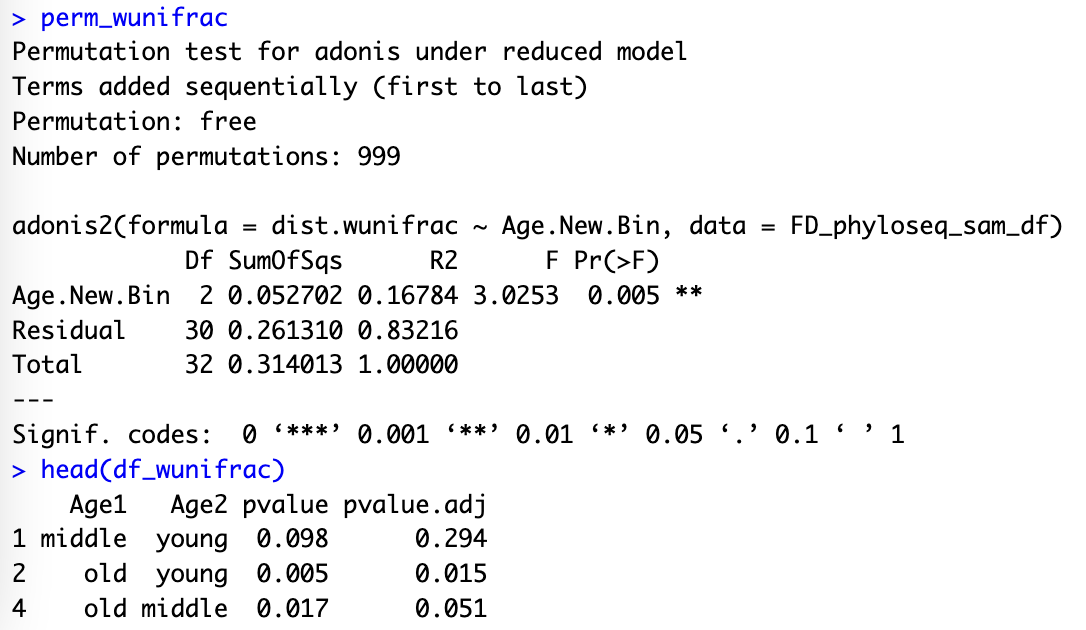 > perm_wunifrac
Permutation test for adonis under reduced model
Terms added sequentially (first to last)
Permutation: free
Number of permutations: 999

adonis2(formula = dist.wunifrac ~ Age.New.Bin, data = FD_phyloseq_sam_df)
            Df SumOfSqs      R2      F Pr(>F)
Age.New.Bin  2 0.052702 0.16784 3.0253  0.005 **
Residual    30 0.261310 0.83216
Total       32 0.314013 1.00000
---
Signif. codes:  0 ‘***’ 0.001 ‘**’ 0.01 ‘*’ 0.05 ‘.’ 0.1 ‘ ’ 1
> head(df_wunifrac)
    Age1   Age2 pvalue pvalue.adj
1 middle  young  0.098      0.294
2    old  young  0.005      0.015
4    old middle  0.017      0.051